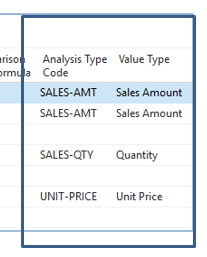 rison Analysis Type Value Type
ormula Code
SALES-AMT Sales Amount
SALES-AMT Sales Amount
SALES-QTY Quantity
UNIT-PRICE Unit Price